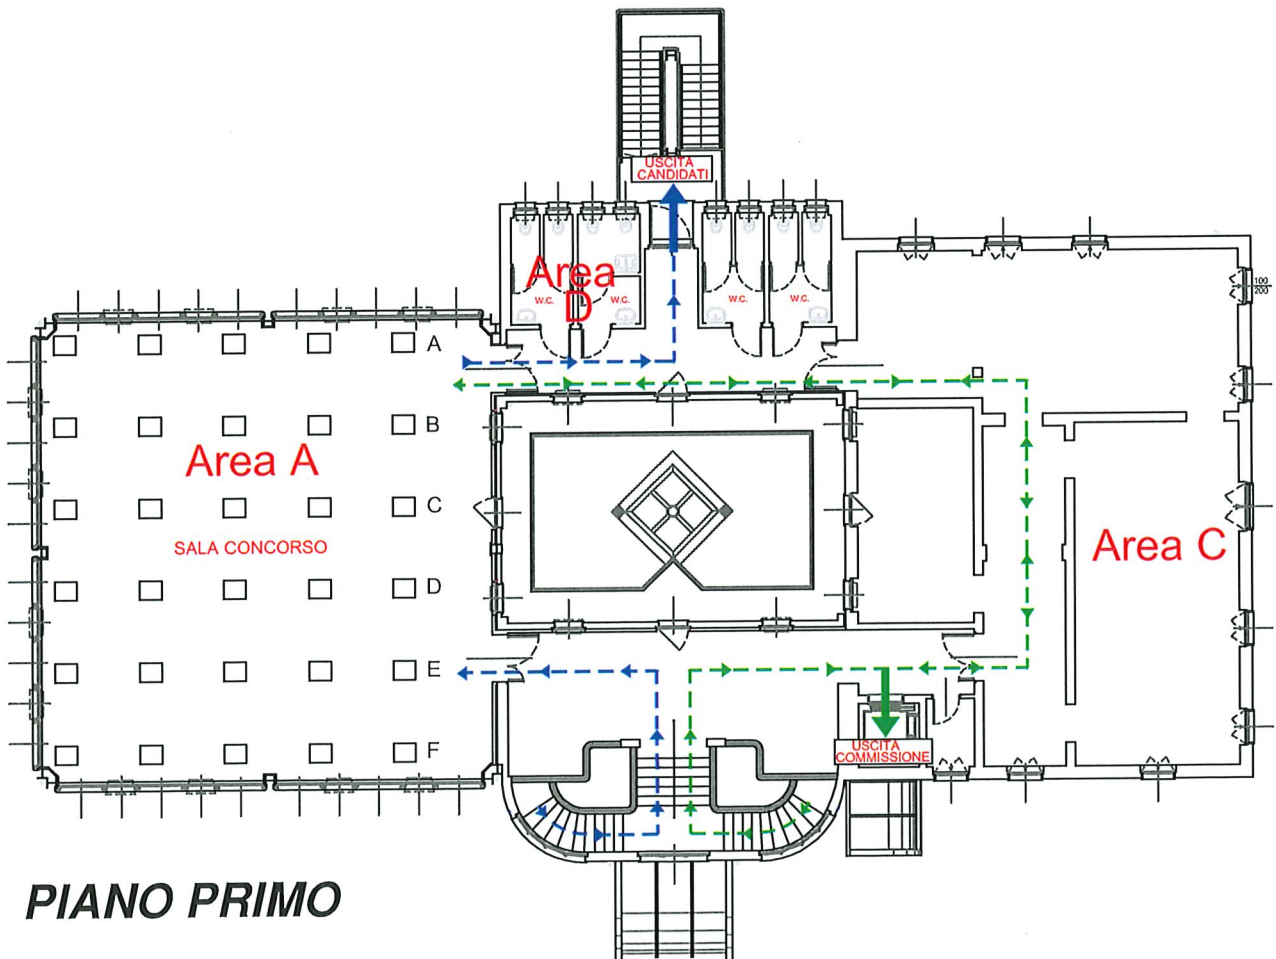 USCITA
CANDIDATI
Area
D
W.C.
W.C.
W.C.
W.C.
100
200
A
B
Area A
C
SALA CONCORSO
Area C
D
E
F
USCITA
COMMISSIONE
PIANO PRIMO